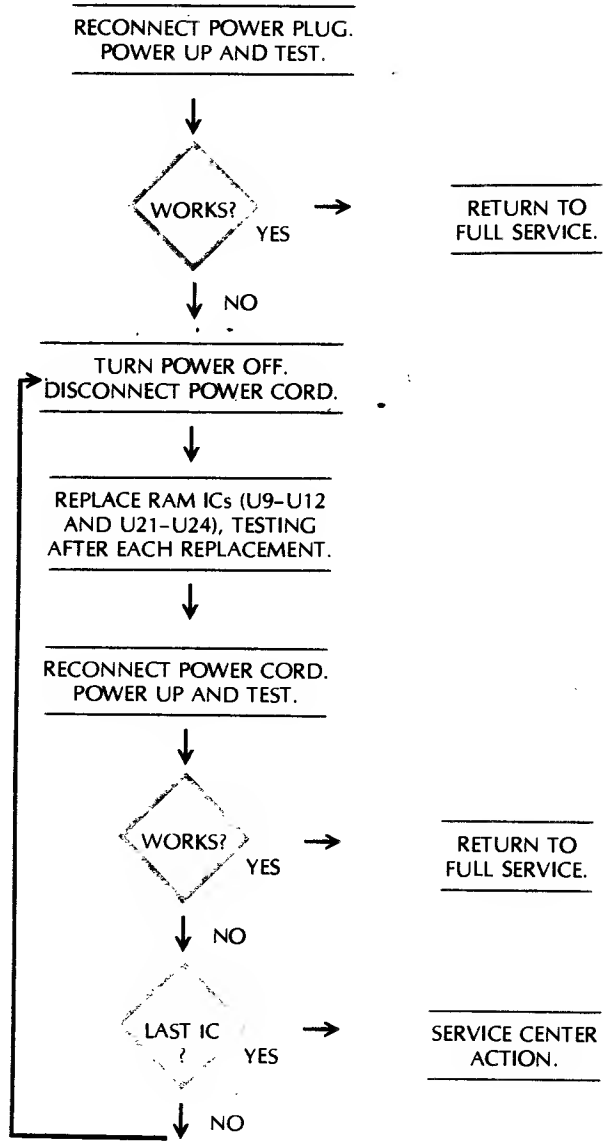 RECONNECT POWER PLUG.
POWER UP AND TEST.
WORKS?
YES
RETURN TO
FULL SERVICE.
NO
TURN POWER OFF.
DISCONNECT POWER CORD.
REPLACE RAM ICs (U9–U12
AND U21–U24), TESTING
AFTER EACH REPLACEMENT.
RECONNECT POWER CORD.
POWER UP AND TEST.
WORKS?
YES
RETURN TO
FULL SERVICE.
NO
LAST IC
?
YES
SERVICE CENTER
ACTION.
NO